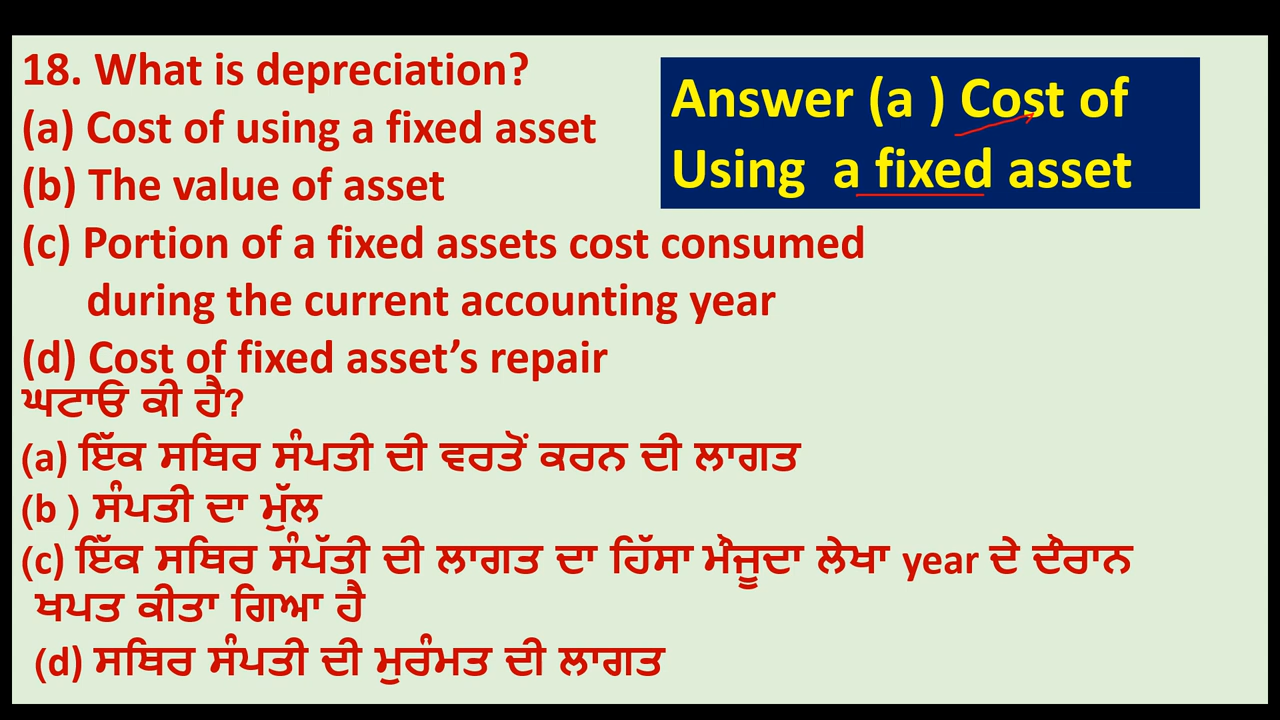 18. What is depreciation?
(a) Cost of using a fixed asset
(b) The value of asset
(c) Portion of a fixed assets cost consumed
during the current accounting year
(d) Cost of fixed asset's repair
ਘਟਾਓ ਕੀ ਹੈ?
(a) ਇੱਕ ਸਥਿਰ ਸੰਪਤੀ ਦੀ ਵਰਤੋਂ ਕਰਨ ਦੀ ਲਾਗਤ
(b ) ਸੰਪਤੀ ਦਾ ਮੁੱਲ
(c) ਇੱਕ ਸਥਿਰ ਸੰਪੱਤੀ ਦੀ ਲਾਗਤ ਦਾ ਹਿੱਸਾ ਮੌਜੂਦਾ ਲੇਖਾ year ਦੇ ਦੌਰਾਨ
ਖਪਤ ਕੀਤਾ ਗਿਆ ਹੈ
(d) ਸਥਿਰ ਸੰਪਤੀ ਦੀ ਮੁਰੰਮਤ ਦੀ ਲਾਗਤ
Answer (a ) Cost of
Using a fixed asset